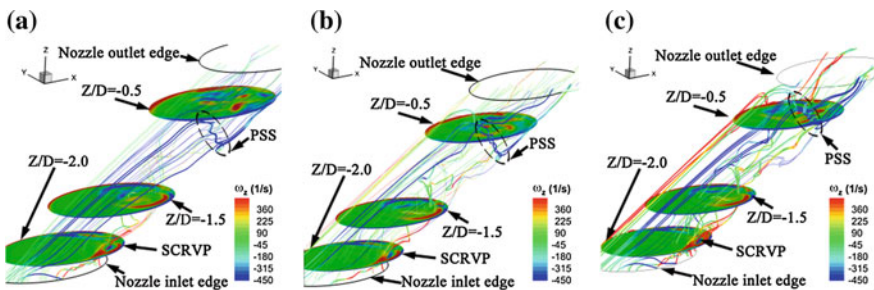 (a)
Nozzle outlet edge
Z
Y
X
Z/D=-0.5
PSS
Z/D=-2.0
Z/D=-1.5
SCRVP
Nozzle inlet edge
ωz (1/s)
360
225
90
-45
-180
-315
-450
(b)
Nozzle outlet edge
Z
Y
X
Z/D=-0.5
PSS
Z/D=-2.0
Z/D=-1.5
SCRVP
Nozzle inlet edge
ωz (1/s)
360
225
90
-45
-180
-315
-450
(c)
Nozzle outlet edge
Z
Y
X
Z/D=-0.5
PSS
Z/D=-2.0
Z/D=-1.5
SCRVP
Nozzle inlet edge
ωz (1/s)
360
225
90
-45
-180
-315
-450